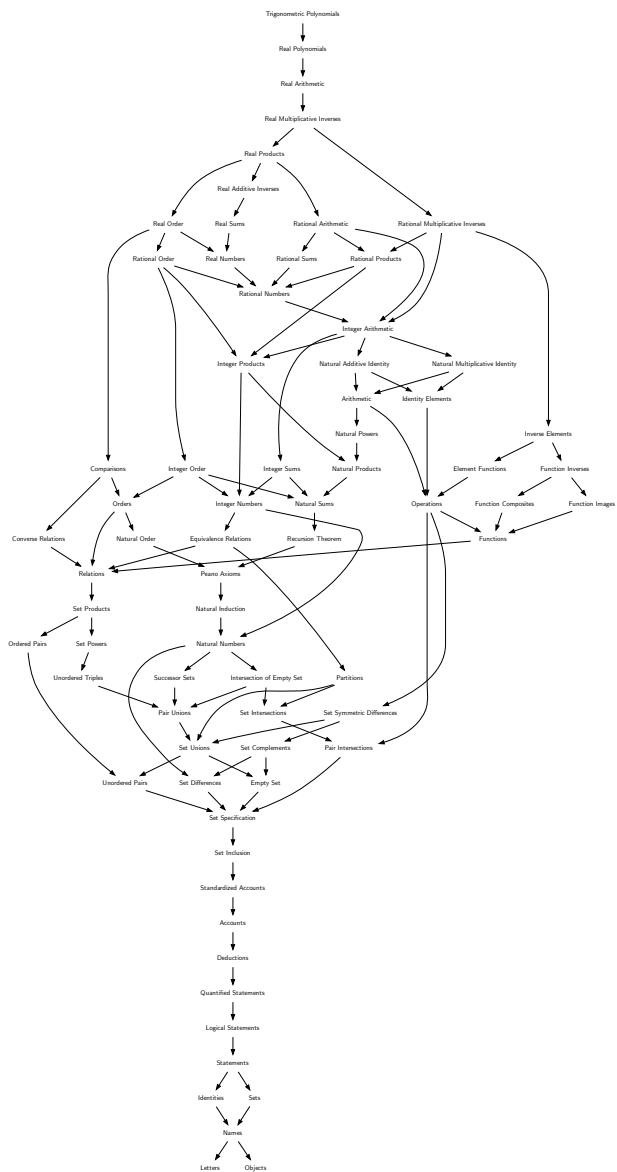 Trigonometric Polynomials
Real Polynomials
Real Arithmetic
Real Multiplicative Inverses
Real Products
Real Additive Inverses
Real Order Real Sums Rational Arithmetic Rational Multiplicative Inverses
Rational Order Real Numbers Rational Sums Rational Products
Rational Numbers
Integer Arithmetic
Integer Products Natural Additive Identity Natural Multiplicative Identity
Arithmetic Identity Elements
Natural Powers Inverse Elements
Comparisons Integer Order Integer Sums Natural Products Element Functions Function Inverses
Orders Integer Numbers Natural Sums Operations Function Composites Function Images
Converse Relations Natural Order Equivalence Relations Recursion Theorem Functions
Relations Peano Axioms
Set Products Natural Induction
Ordered Pairs Set Powers Natural Numbers
Unordered Triples Successor Sets Intersection of Empty Set Partitions
Pair Unions Set Intersections Set Symmetric Differences
Set Unions Set Complements Pair Intersections
Unordered Pairs Set Differences Empty Set
Set Specification
Set Inclusion
Standardized Accounts
Accounts
Deductions
Quantified Statements
Logical Statements
Statements
Identities Sets
Names
Letters Objects